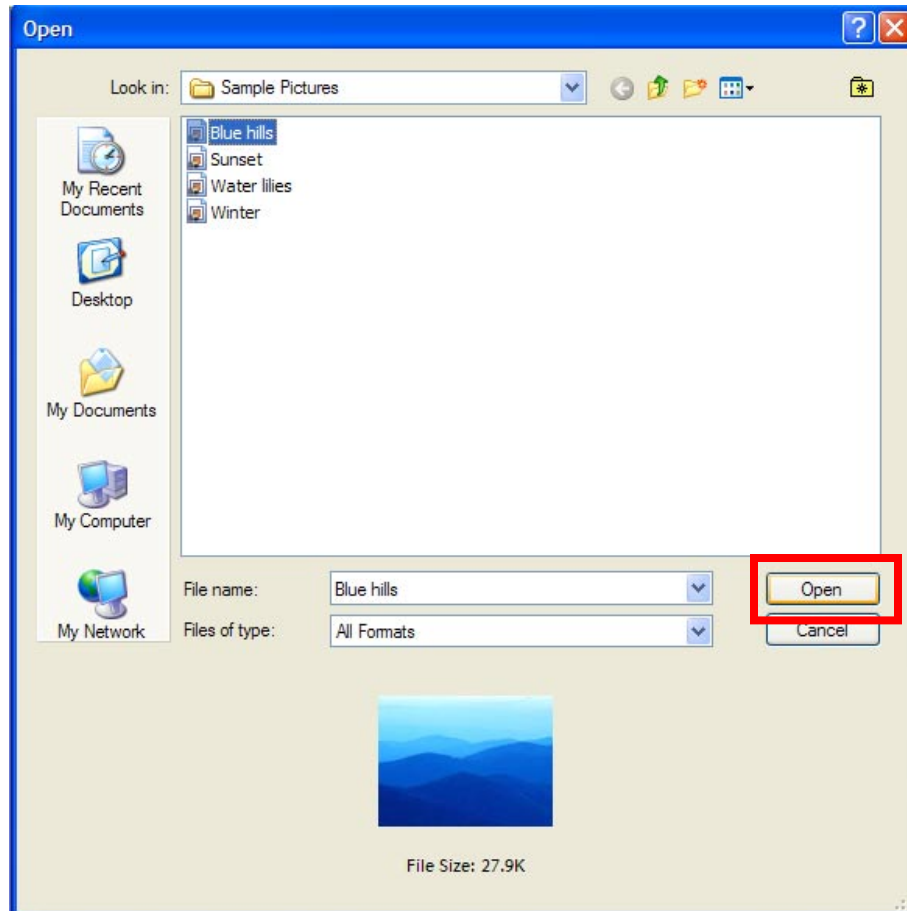 Open
Look in: Sample Pictures
Blue hills
Sunset
Water lilies
Winter
My Recent
Documents
Desktop
My Documents
My Computer
My Network
File name: Blue hills Open
Files of type: All Formats Cancel
File Size: 27.9K